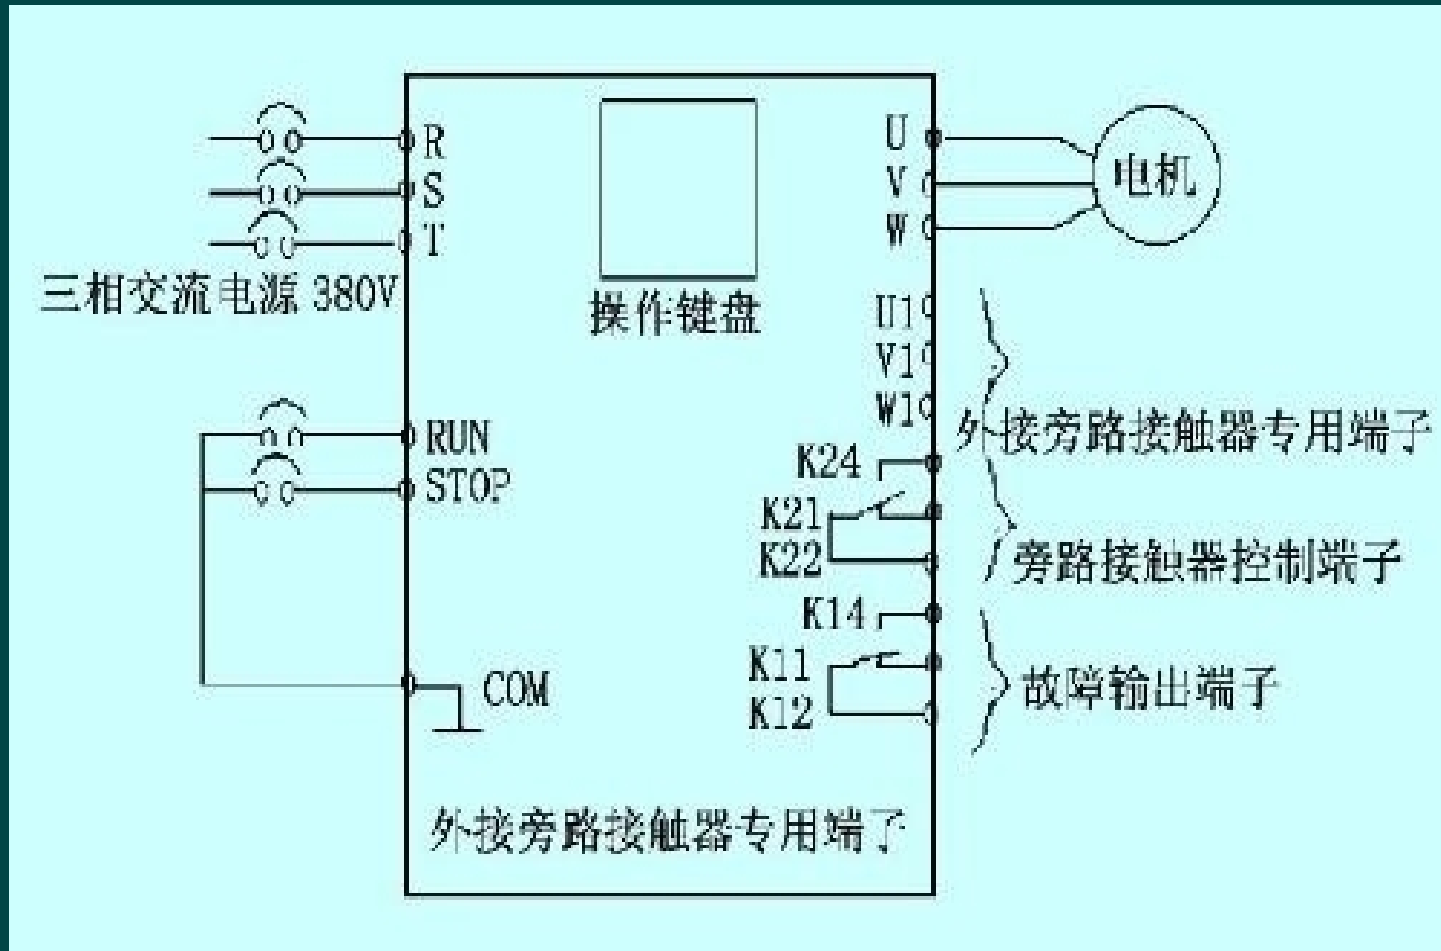 R
S
T
三相交流电源 380V
操作键盘
U
V
W
电机
U1
V1
W1
外接旁路接触器专用端子
RUN
STOP
K24
K21
K22
旁路接触器控制端子
K14
K11
K12
故障输出端子
COM
外接旁路接触器专用端子